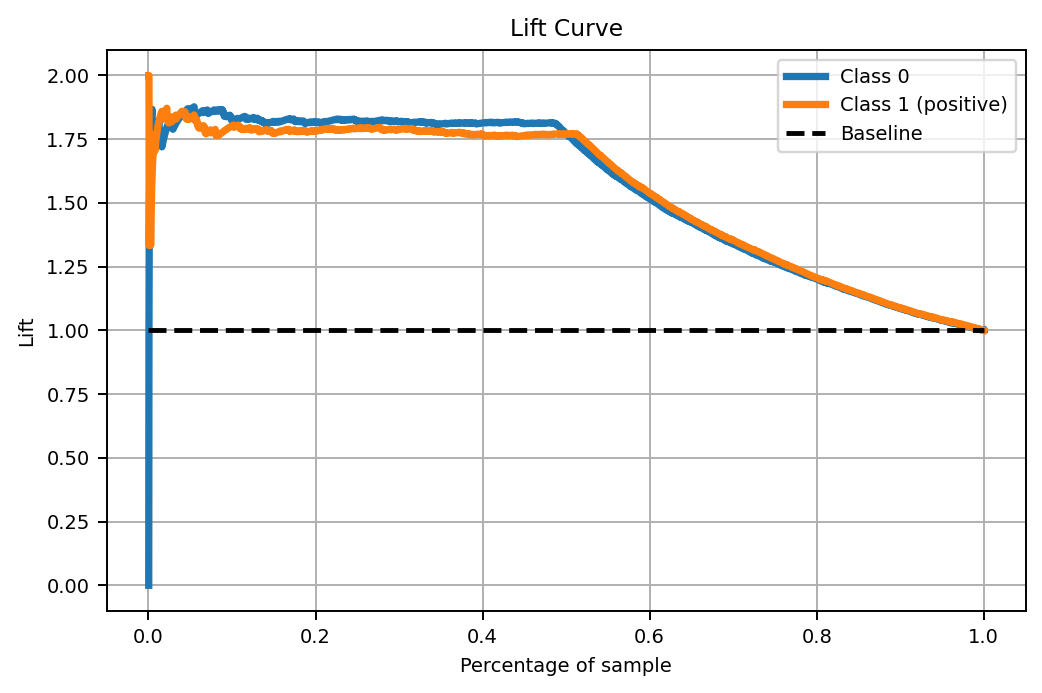 Lift Curve
Class 0
Class 1 (positive)
Baseline
Lift
2.00
1.75
1.50
1.25
1.00
0.75
0.50
0.25
0.00
0.0 0.2 0.4 0.6 0.8 1.0
Percentage of sample